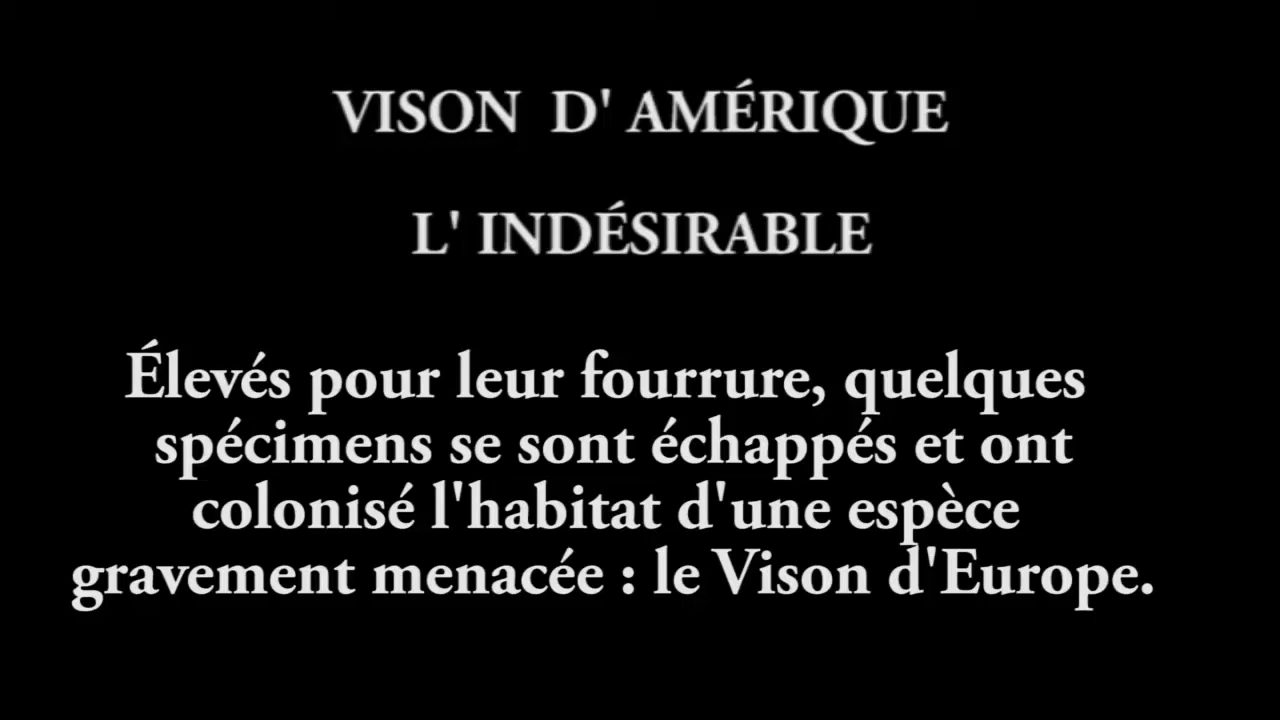 VISON D' AMÉRIQUE
L' INDÉSIRABLE
Élevés pour leur fourrure, quelques
spécimens se sont échappés et ont
colonisé l'habitat d'une espèce
gravement menacée : le Vison d'Europe.